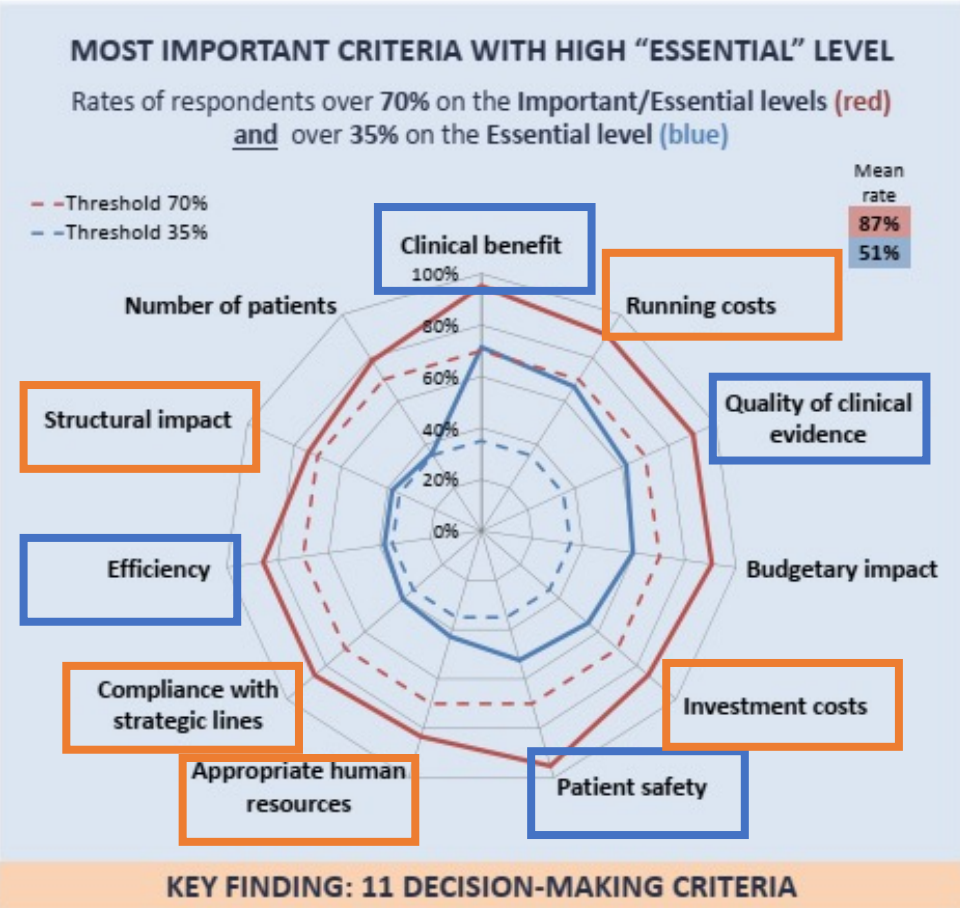 MOST IMPORTANT CRITERIA WITH HIGH “ESSENTIAL” LEVEL
Rates of respondents over 70% on the Important/Essential levels (red)
and over 35% on the Essential level (blue)
Mean
rate
87%
51%
Threshold 70%
Threshold 35%
Clinical benefit
100%
80%
60%
40%
20%
0%
Running costs
Quality of clinical
evidence
Budgetary impact
Investment costs
Patient safety
Appropriate human
resources
Compliance with
strategic lines
Efficiency
Structural impact
Number of patients
KEY FINDING: 11 DECISION-MAKING CRITERIA